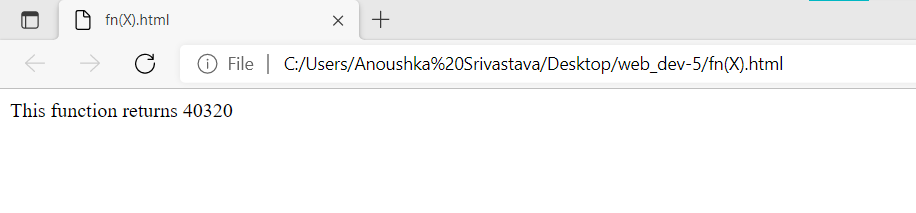 fn(X).html
File | C:/Users/Anoushka%20Srivastava/Desktop/web_dev-5/fn(X).html
This function returns 40320